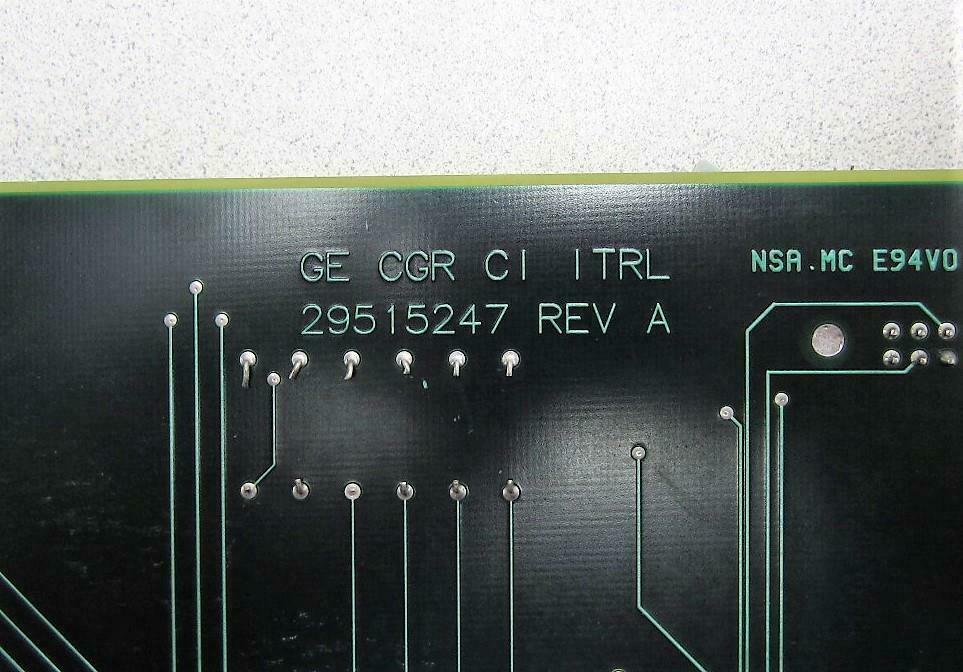 GE CGR CI ITRL
29515247 REV A
NSA.MC E94V0